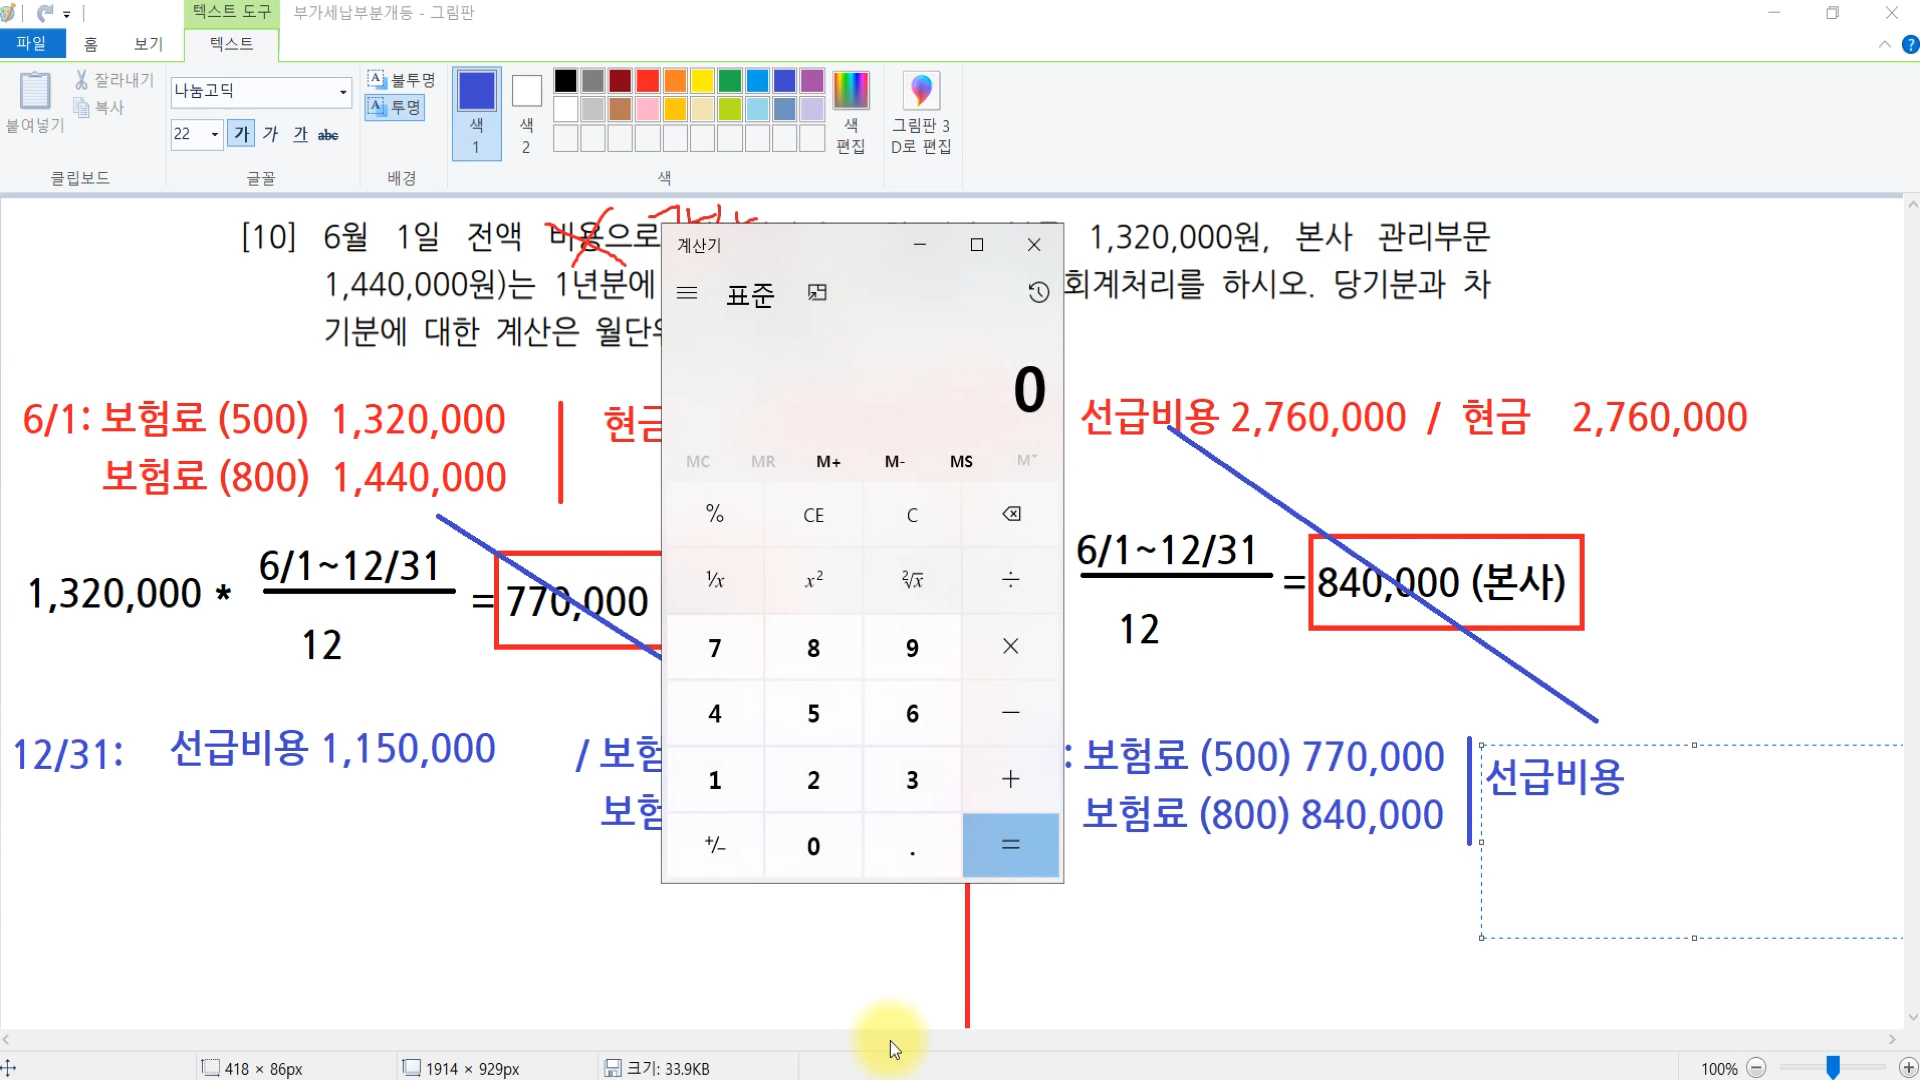 텍스트 도구 부가세납부분개등 - 그림판
파일 홈 보기 텍스트
붙여넣기 잘라내기 복사
클립보드
나눔고딕
22 가 가 가 abc
글꼴
불투명
투명
배경
색 1
색 2
색 편집
색
그림판 3D로 편집
[10] 6월 1일 전액 비용으로 1,320,000원, 본사 관리부문
1,440,000원)는 1년분에 회계처리를 하시오. 당기분과 차
기분에 대한 계산은
6/1: 보험료 (500) 1,320,000 현금 선급비용 2,760,000 / 현금 2,760,000
보험료 (800) 1,440,000
1,320,000 * 6/1~12/31 = 770,000
12
6/1~12/31 = 840,000 (본사)
12
12/31: 선급비용 1,150,000 / 보험 : 보험료 (500) 770,000 선급비용
보험 보험료 (800) 840,000
계산기
표준
0
MC MR M+ M- MS M˅
% CE C
¹/x x² ²√x ÷
7 8 9 ×
4 5 6 −
1 2 3 +
+/− 0 . =
418 × 86px 1914 × 929px 크기: 33.9KB 100%